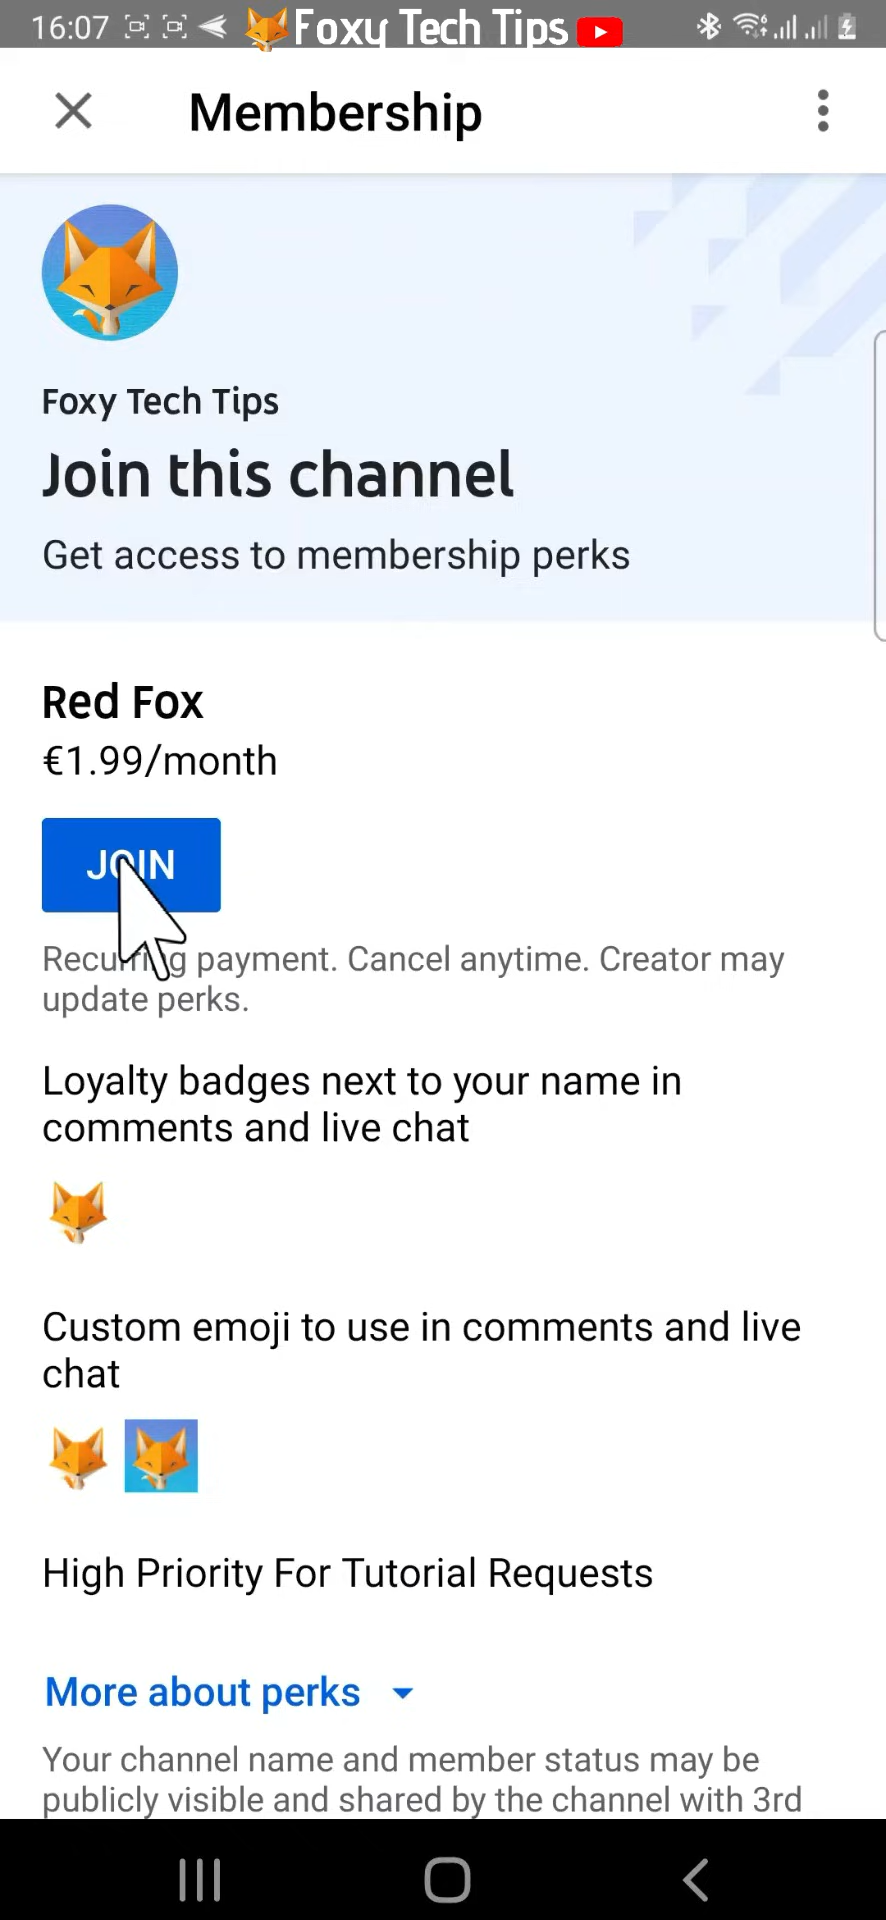 16:07 Foxy Tech Tips
Membership
Foxy Tech Tips
Join this channel
Get access to membership perks
Red Fox
€1.99/month
JOIN
Recurring payment. Cancel anytime. Creator may
update perks.
Loyalty badges next to your name in
comments and live chat
Custom emoji to use in comments and live
chat
High Priority For Tutorial Requests
More about perks
Your channel name and member status may be
publicly visible and shared by the channel with 3rd